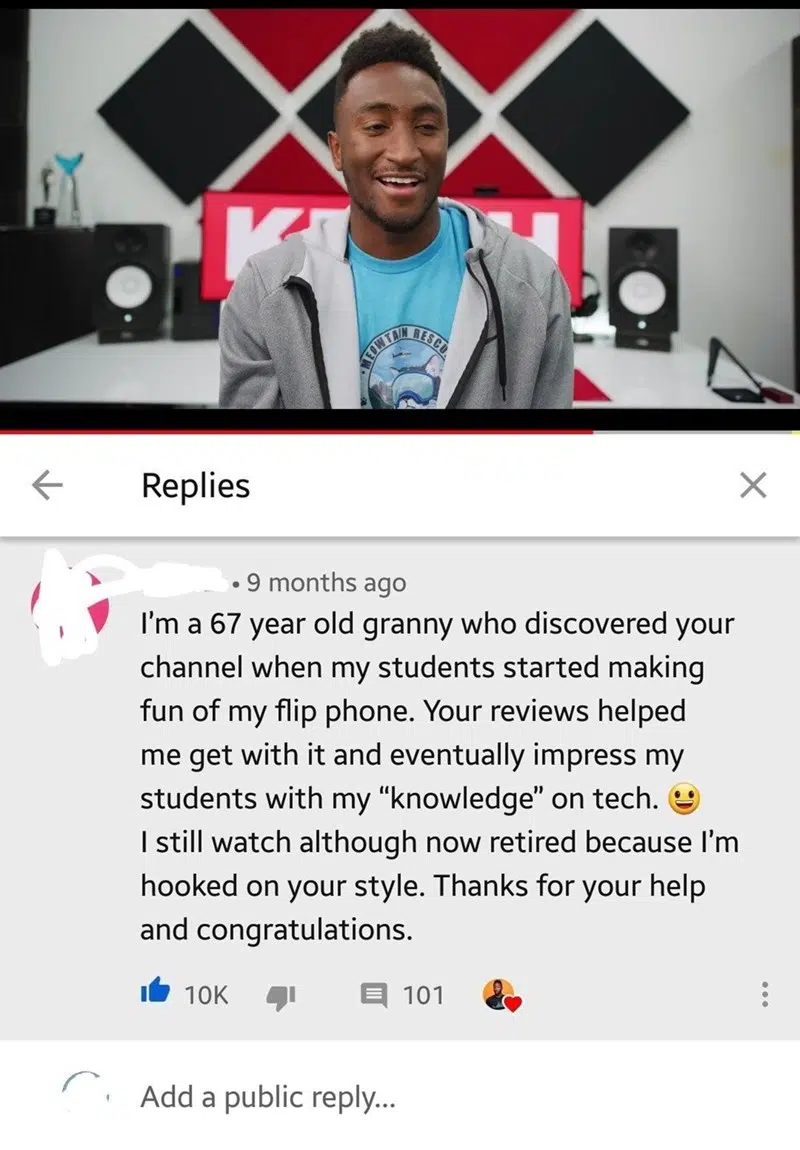 K H
MEOWTAIN RESCU
Replies
• 9 months ago
I'm a 67 year old granny who discovered your
channel when my students started making
fun of my flip phone. Your reviews helped
me get with it and eventually impress my
students with my “knowledge” on tech. 😃
I still watch although now retired because I'm
hooked on your style. Thanks for your help
and congratulations.
10K 101
Add a public reply...